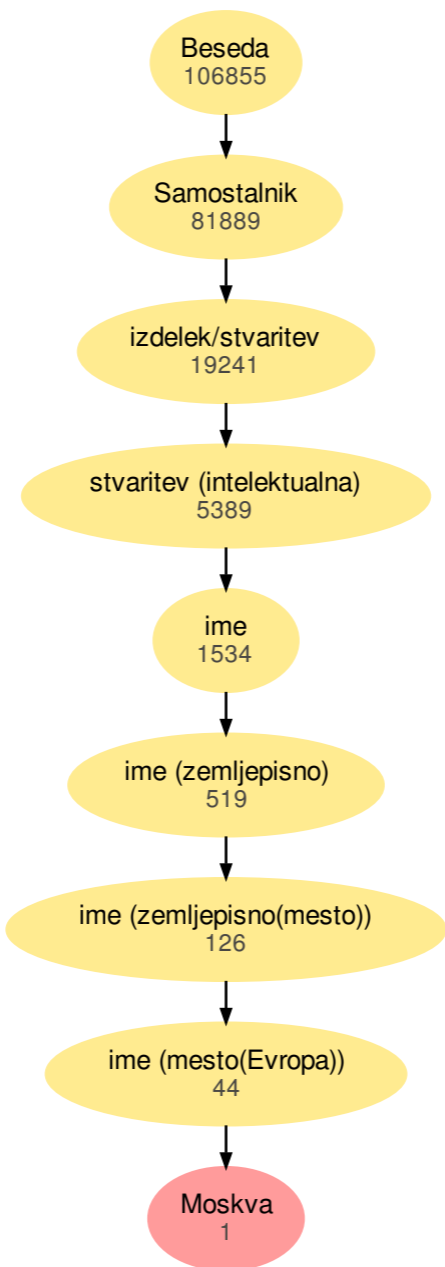 Beseda
106855
Samostalnik
81889
izdelek/stvaritev
19241
stvaritev (intelektualna)
5389
ime
1534
ime (zemljepisno)
519
ime (zemljepisno(mesto))
126
ime (mesto(Evropa))
44
Moskva
1